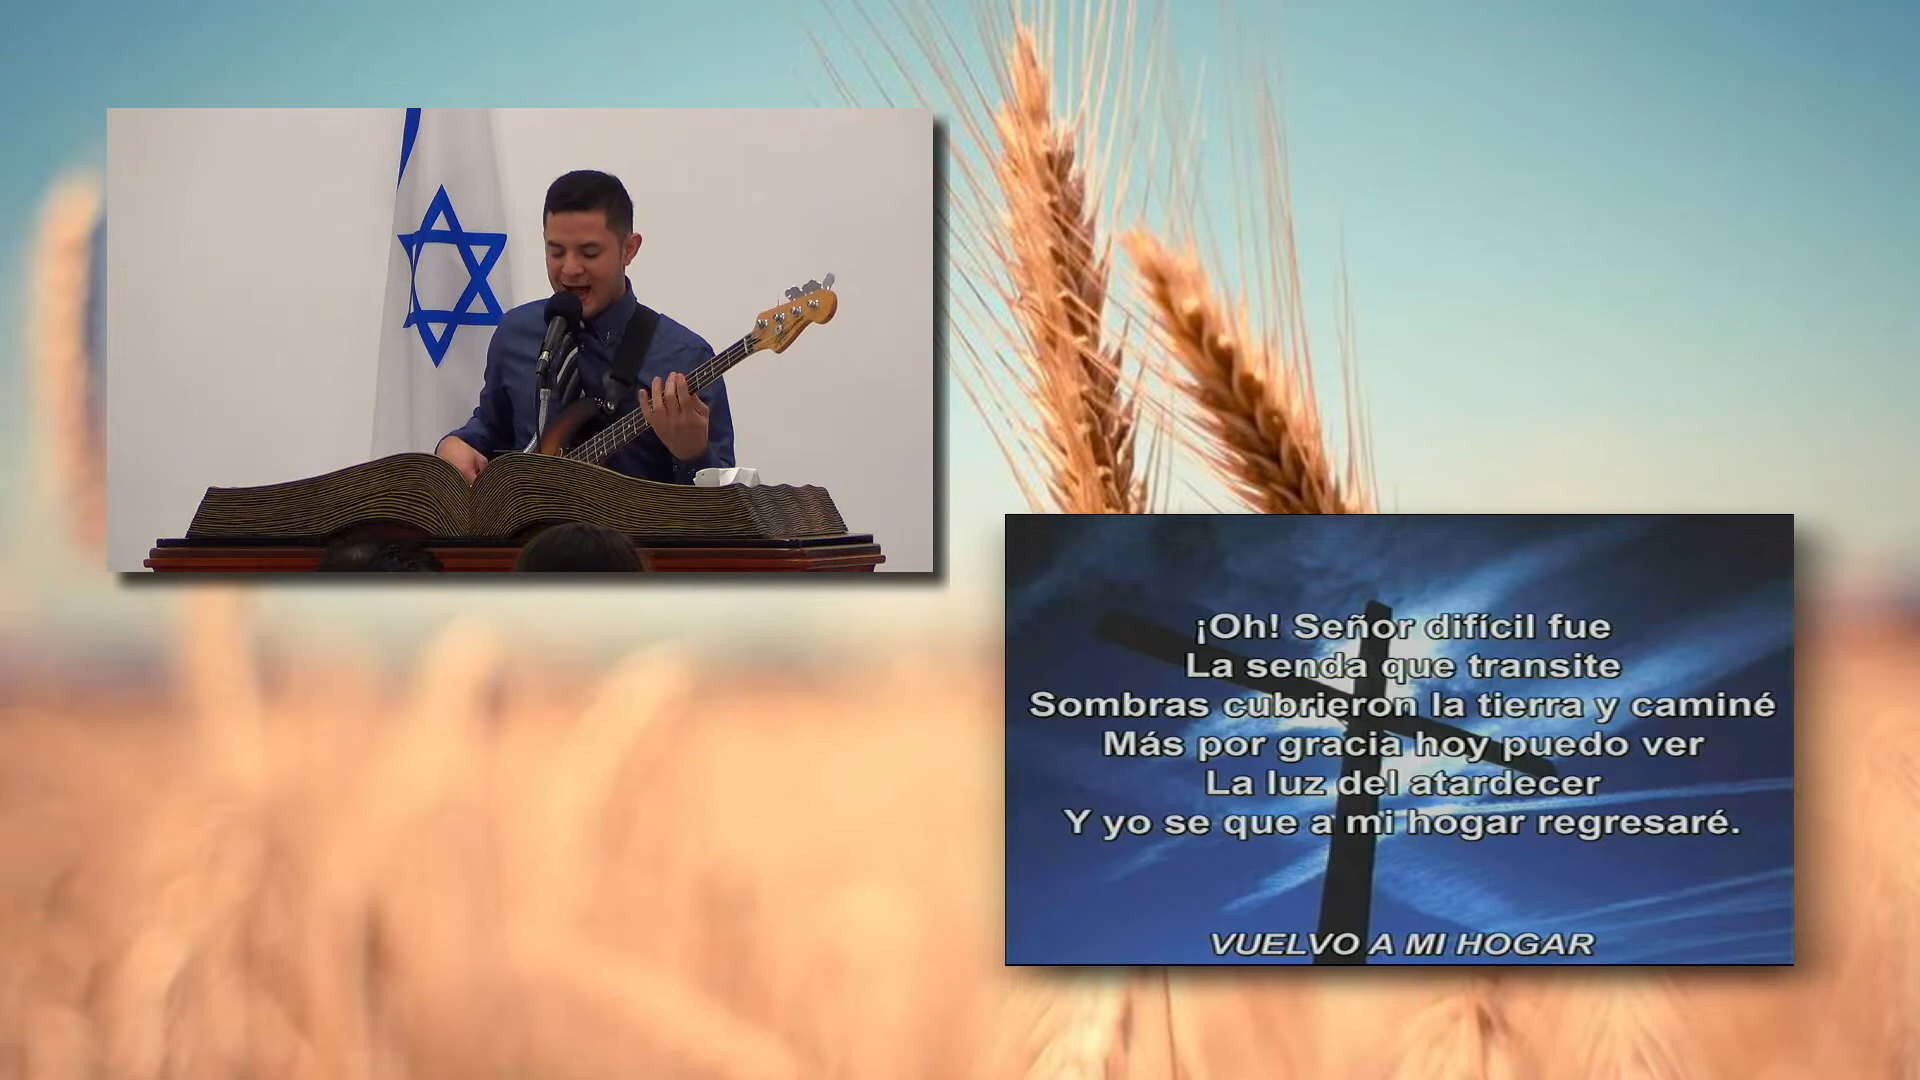 ¡Oh! Señor difícil fue
La senda que transite
Sombras cubrieron la tierra y caminé
Más por gracia hoy puedo ver
La luz del atardecer
Y yo se que a mi hogar regresaré.
VUELVO A MI HOGAR